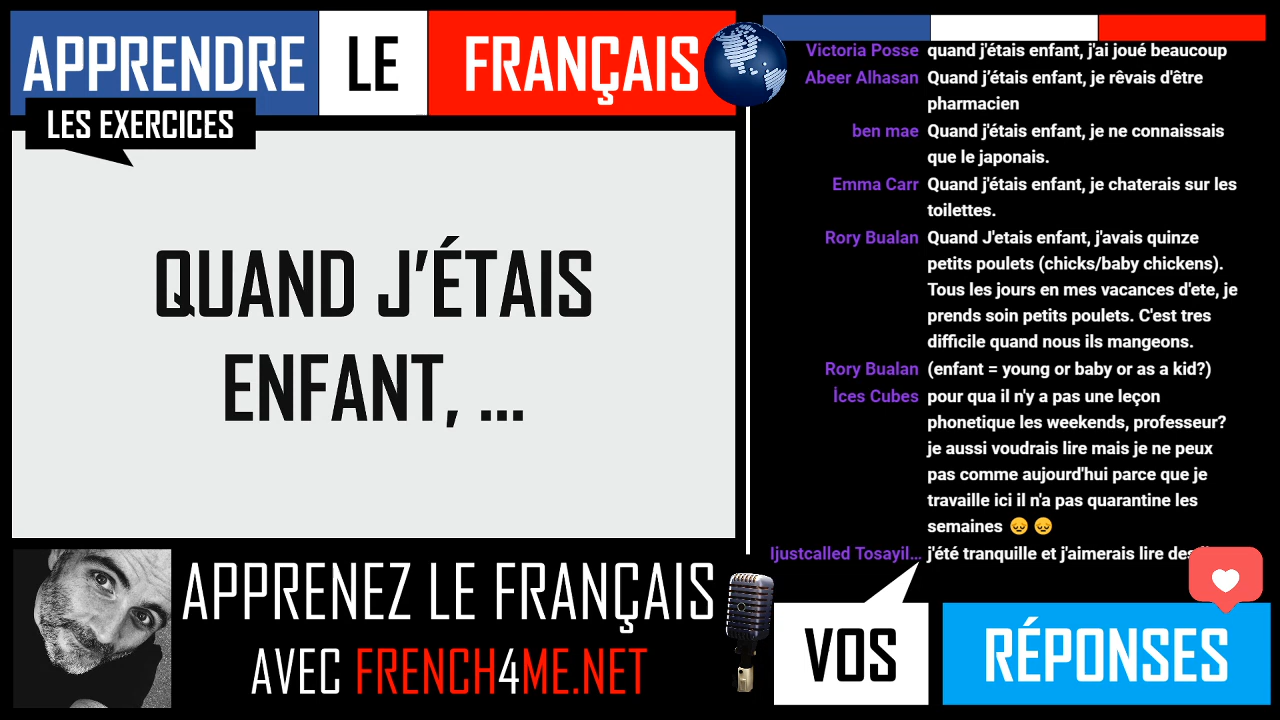 APPRENDRE LE FRANÇAIS
LES EXERCICES
QUAND J'ÉTAIS
ENFANT, ...
APPRENEZ LE FRANÇAIS
AVEC FRENCH4ME.NET
Victoria Posse quand j'étais enfant, j'ai joué beaucoup
Abeer Alhasan Quand j'étais enfant, je rêvais d'être
pharmacien
ben mae Quand j'étais enfant, je ne connaissais
que le japonais.
Emma Carr Quand j'étais enfant, je chaterais sur les
toilettes.
Rory Bualan Quand J'etais enfant, j'avais quinze
petits poulets (chicks/baby chickens).
Tous les jours en mes vacances d'ete, je
prends soin petits poulets. C'est tres
difficile quand nous ils mangeons.
Rory Bualan (enfant = young or baby or as a kid?)
İces Cubes pour qua il n'y a pas une leçon
phonetique les weekends, professeur?
je aussi voudrais lire mais je ne peux
pas comme aujourd'hui parce que je
travaille ici il n'a pas quarantine les
semaines 😞 😞
Ijustcalled Tosayil... j'été tranquille et j'aimerais lire des
VOS RÉPONSES